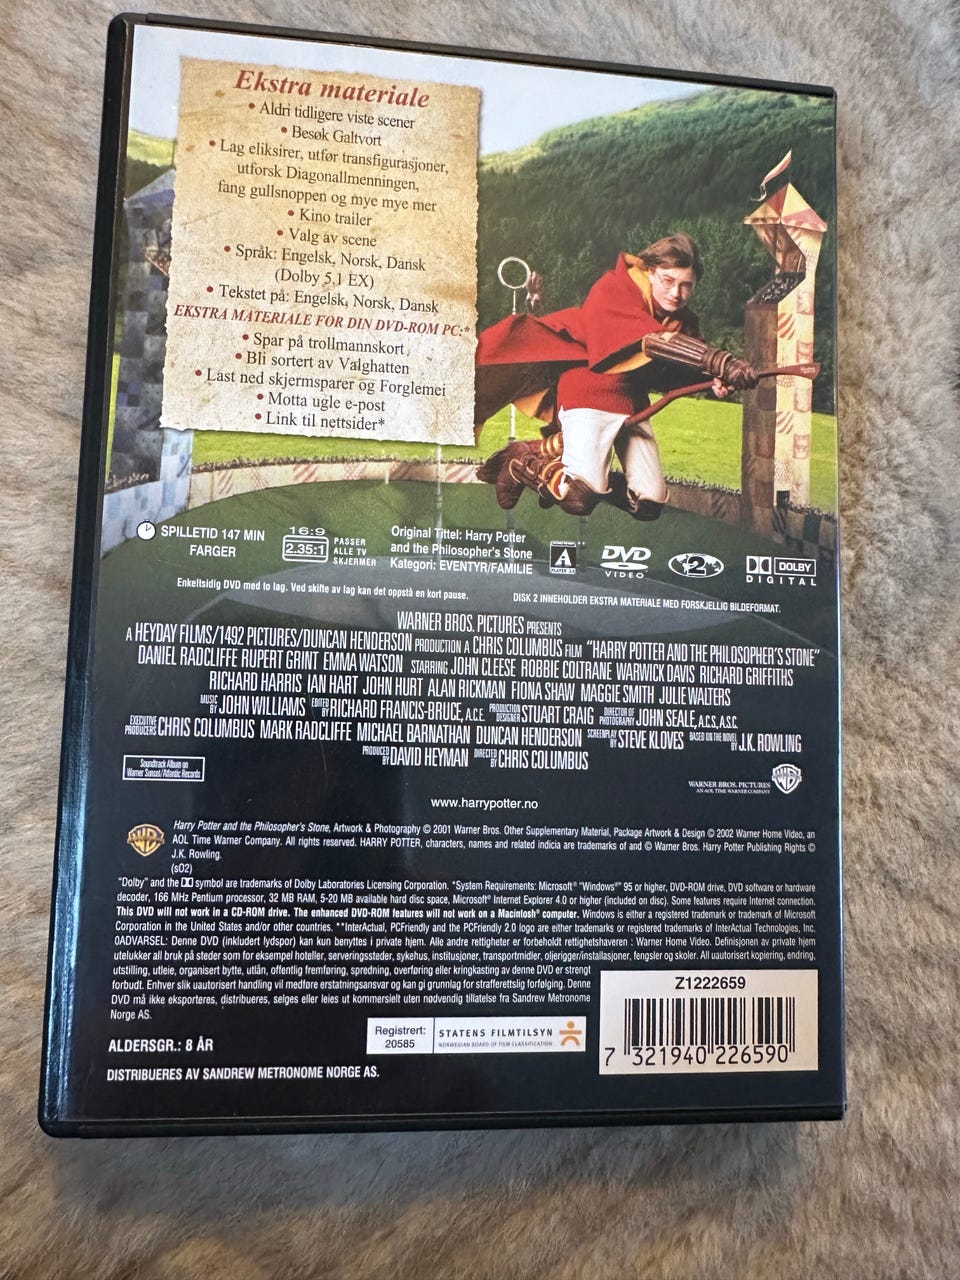 Ekstra materiale
• Aldri tidligere viste scener
• Besøk Galtvort
• Lag eliksirer, utfør transfigurasjoner,
utforsk Diagonallmenningen,
fang gullsnoppen og mye mye mer
• Kino trailer
• Valg av scene
• Språk: Engelsk, Norsk, Dansk
(Dolby 5.1 EX)
• Tekstet på: Engelsk, Norsk, Dansk
EKSTRA MATERIALE FOR DIN DVD-ROM PC:*
• Spar på trollmannskort
• Bli sortert av Valghatten
• Last ned skjermsparer og Forglemei
• Motta ugle e-post
• Link til nettsider*
SPILLETID 147 MIN
FARGER
16:9
2.35:1
PASSER
ALLE TV
SKJERMER
Original Tittel: Harry Potter
and the Philosopher's Stone
Kategori: EVENTYR/FAMILIE
DVD
VIDEO
2
DOLBY
DIGITAL
Enkeltsidig DVD med to lag. Ved skifte av lag kan det oppstå en kort pause.
DISK 2 INNEHOLDER EKSTRA MATERIALE MED FORSKJELLIG BILDEFORMAT.
WARNER BROS. PICTURES PRESENTS
A HEYDAY FILMS/1492 PICTURES/DUNCAN HENDERSON PRODUCTION A CHRIS COLUMBUS FILM "HARRY POTTER AND THE PHILOSOPHER'S STONE"
DANIEL RADCLIFFE RUPERT GRINT EMMA WATSON STARRING JOHN CLEESE ROBBIE COLTRANE WARWICK DAVIS RICHARD GRIFFITHS
RICHARD HARRIS IAN HART JOHN HURT ALAN RICKMAN FIONA SHAW MAGGIE SMITH JULIE WALTERS
MUSIC BY JOHN WILLIAMS EDITED BY RICHARD FRANCIS-BRUCE, A.C.E. PRODUCTION DESIGNER STUART CRAIG DIRECTOR OF PHOTOGRAPHY JOHN SEALE, A.C.S., A.S.C.
EXECUTIVE PRODUCERS CHRIS COLUMBUS MARK RADCLIFFE MICHAEL BARNATHAN DUNCAN HENDERSON SCREENPLAY BY STEVE KLOVES BASED ON THE NOVEL BY J.K. ROWLING
PRODUCED BY DAVID HEYMAN DIRECTED BY CHRIS COLUMBUS
Soundtrack Album on
Warner Sunset/Atlantic Records
WARNER BROS. PICTURES
AN AOL TIME WARNER COMPANY
www.harrypotter.no
Harry Potter and the Philosopher's Stone, Artwork & Photography © 2001 Warner Bros. Other Supplementary Material, Package Artwork & Design © 2002 Warner Home Video, an
AOL Time Warner Company. All rights reserved. HARRY POTTER, characters, names and related indicia are trademarks of and © Warner Bros. Harry Potter Publishing Rights ©
J.K. Rowling.
(s02)
"Dolby" and the symbol are trademarks of Dolby Laboratories Licensing Corporation. *System Requirements: Microsoft® "Windows®" 95 or higher, DVD-ROM drive, DVD software or hardware
decoder, 166 MHz Pentium processor, 32 MB RAM, 5-20 MB available hard disc space, Microsoft® Internet Explorer 4.0 or higher (included on disc). Some features require Internet connection.
This DVD will not work in a CD-ROM drive. The enhanced DVD-ROM features will not work on a Macintosh® computer. Windows is either a registered trademark or trademark of Microsoft
Corporation in the United States and/or other countries. **InterActual, PCFriendly and the PCFriendly 2.0 logo are either trademarks or registered trademarks of InterActual Technologies, Inc.
0ADVARSEL: Denne DVD (inkludert lydspor) kan kun benyttes i privat hjem. Alle andre rettigheter er forbeholdt rettighetshaveren : Warner Home Video. Definisjonen av privat hjem
utelukker all bruk på steder som for eksempel hoteller, serveringssteder, sykehus, institusjoner, transportmidler, oljerigger/installasjoner, fengsler og skoler. All uautorisert kopiering, endring,
utstilling, utleie, organisert bytte, utlån, offentlig fremføring, spredning, overføring eller kringkasting av denne DVD er strengt
forbudt. Enhver slik uautorisert handling vil medføre erstatningsansvar og kan gi grunnlag for strafferettslig forfølging. Denne
DVD må ikke eksporteres, distribueres, selges eller leies ut kommersielt uten nødvendig tillatelse fra Sandrew Metronome
Norge AS.
Z1222659
7 321940 226590
Registrert:
20585
STATENS FILMTILSYN
NORWEGIAN BOARD OF FILM CLASSIFICATION
ALDERSGR.: 8 ÅR
DISTRIBUERES AV SANDREW METRONOME NORGE AS.